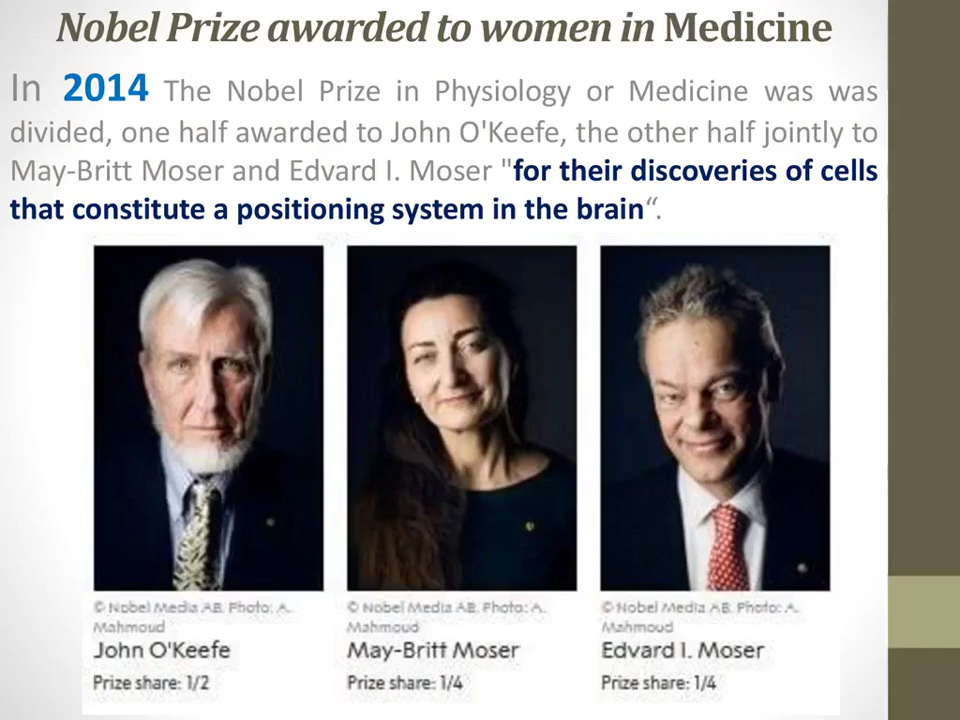 Nobel Prize awarded to women in Medicine
In 2014 The Nobel Prize in Physiology or Medicine was was
divided, one half awarded to John O'Keefe, the other half jointly to
May-Britt Moser and Edvard I. Moser "for their discoveries of cells
that constitute a positioning system in the brain“.
© Nobel Media AB. Photo: A.
Mahmoud
John O'Keefe
Prize share: 1/2
© Nobel Media AB. Photo: A.
Mahmoud
May-Britt Moser
Prize share: 1/4
© Nobel Media AB. Photo: A.
Mahmoud
Edvard I. Moser
Prize share: 1/4